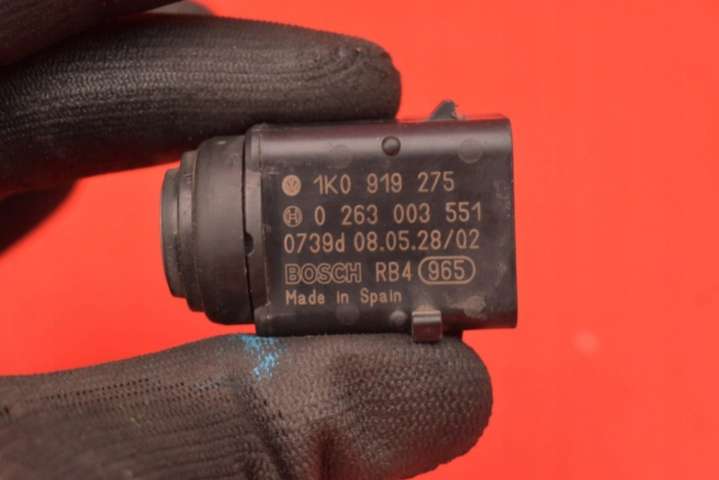 1K0 919 275
0 263 003 551
0739d 08.05.28/02
BOSCH RB4 965
Made in Spain